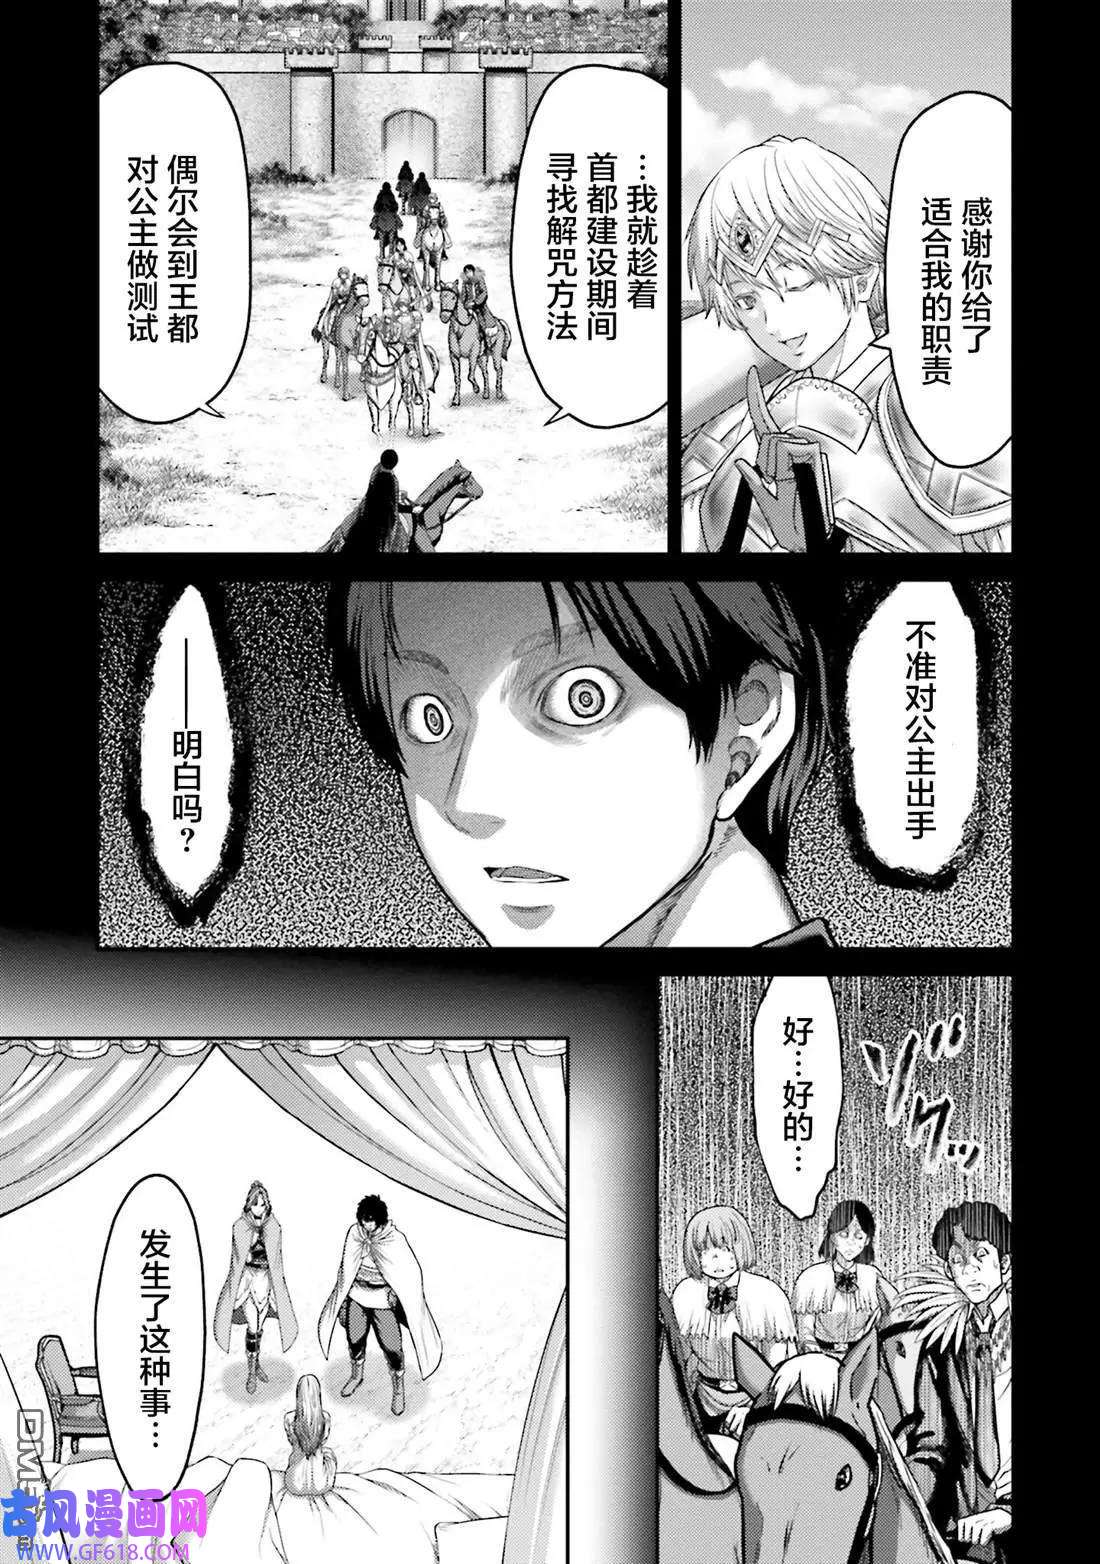 感谢你给了
适合我的职责
…我就趁着
首都建设期间
寻找解咒方法
偶尔会到王都
对公主做测试
不准对公主出手
——明白吗?
ゾクッ…
好…好的…
发生了这种事…
古风漫画网
WWW.GF618.COM